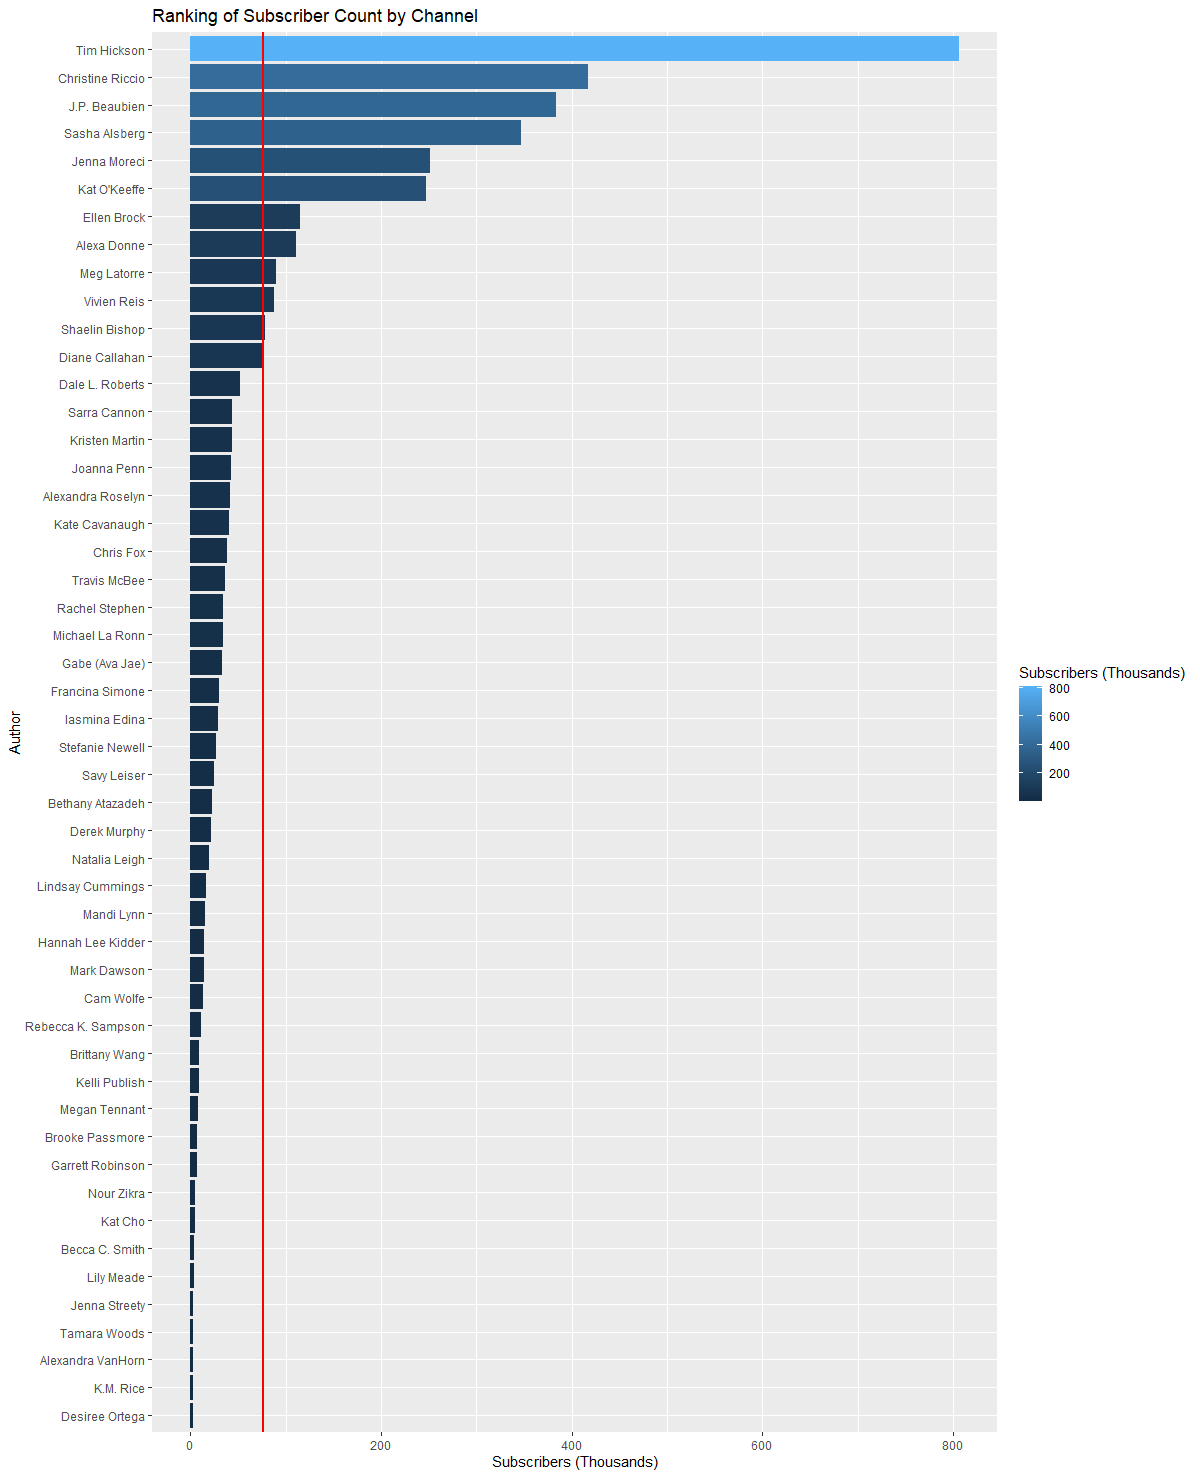 Ranking of Subscriber Count by Channel
Tim Hickson
Christine Riccio
J.P. Beaubien
Sasha Alsberg
Jenna Moreci
Kat O'Keeffe
Ellen Brock
Alexa Donne
Meg Latorre
Vivien Reis
Shaelin Bishop
Diane Callahan
Dale L. Roberts
Sarra Cannon
Kristen Martin
Joanna Penn
Alexandra Roselyn
Kate Cavanaugh
Chris Fox
Travis McBee
Rachel Stephen
Michael La Ronn
Gabe (Ava Jae)
Francina Simone
Iasmina Edina
Stefanie Newell
Savy Leiser
Bethany Atazadeh
Derek Murphy
Natalia Leigh
Lindsay Cummings
Mandi Lynn
Hannah Lee Kidder
Mark Dawson
Cam Wolfe
Rebecca K. Sampson
Brittany Wang
Kelli Publish
Megan Tennant
Brooke Passmore
Garrett Robinson
Nour Zikra
Kat Cho
Becca C. Smith
Lily Meade
Jenna Streety
Tamara Woods
Alexandra VanHorn
K.M. Rice
Desiree Ortega
Author
0 200 400 600 800
Subscribers (Thousands)
Subscribers (Thousands)
800
600
400
200